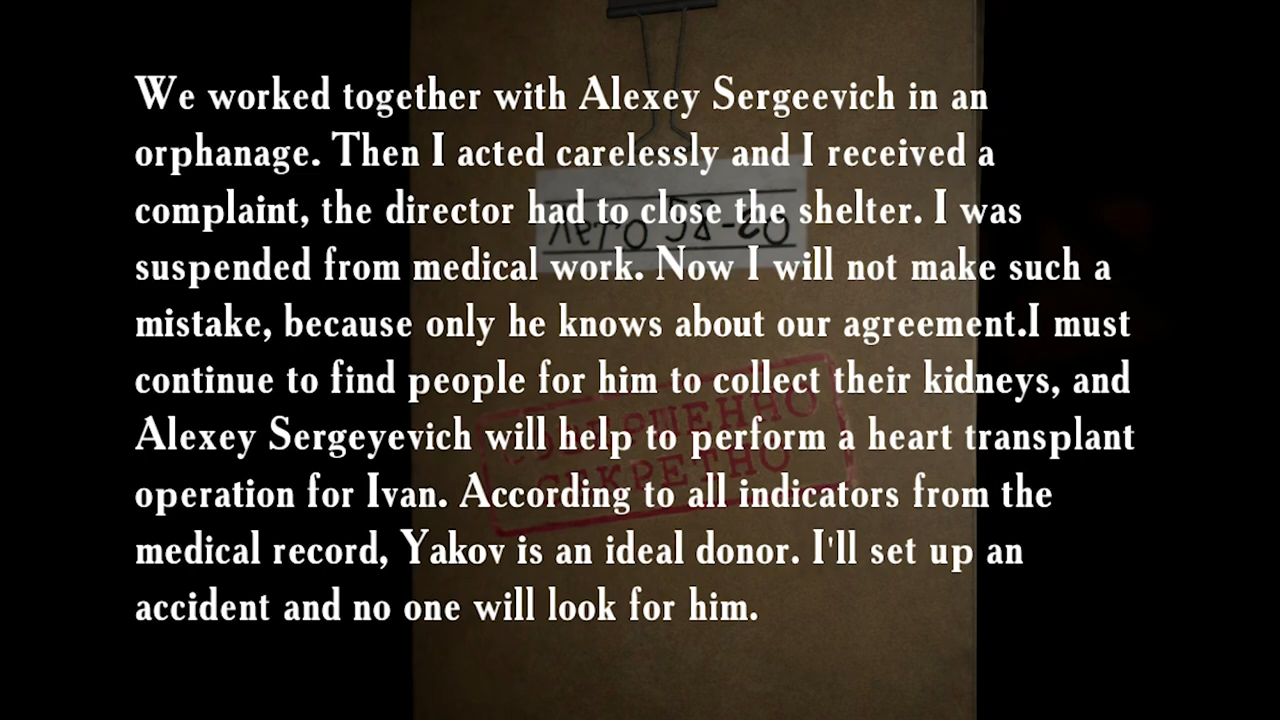 We worked together with Alexey Sergeevich in an
orphanage. Then I acted carelessly and I received a
complaint, the director had to close the shelter. I was
suspended from medical work. Now I will not make such a
mistake, because only he knows about our agreement.I must
continue to find people for him to collect their kidneys, and
Alexey Sergeyevich will help to perform a heart transplant
operation for Ivan. According to all indicators from the
medical record, Yakov is an ideal donor. I'll set up an
accident and no one will look for him.
СОВЕРШЕННО
СЕКРЕТНО